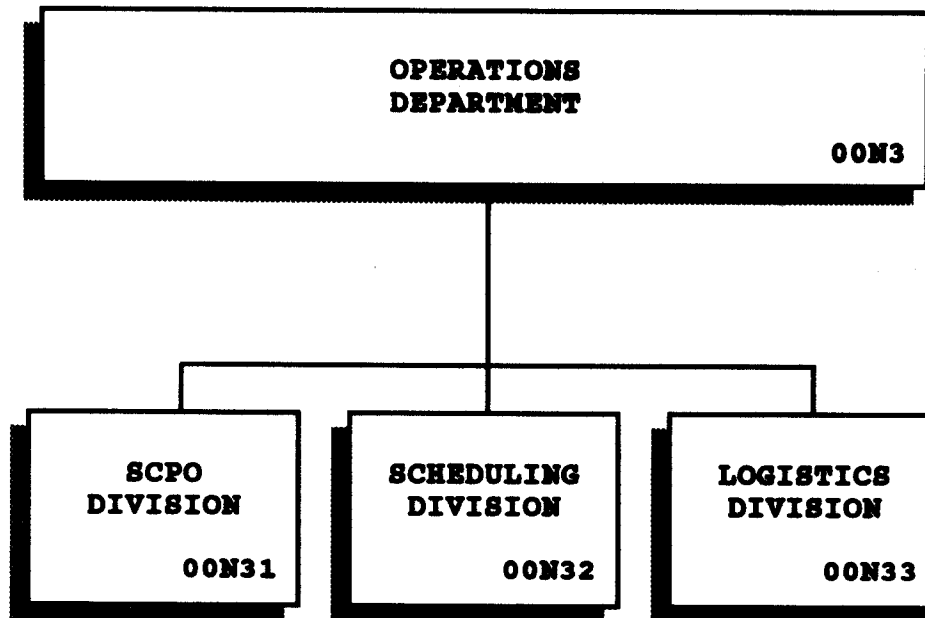 OPERATIONS
DEPARTMENT
00N3
SCPO
DIVISION
00N31
SCHEDULING
DIVISION
00N32
LOGISTICS
DIVISION
00N33